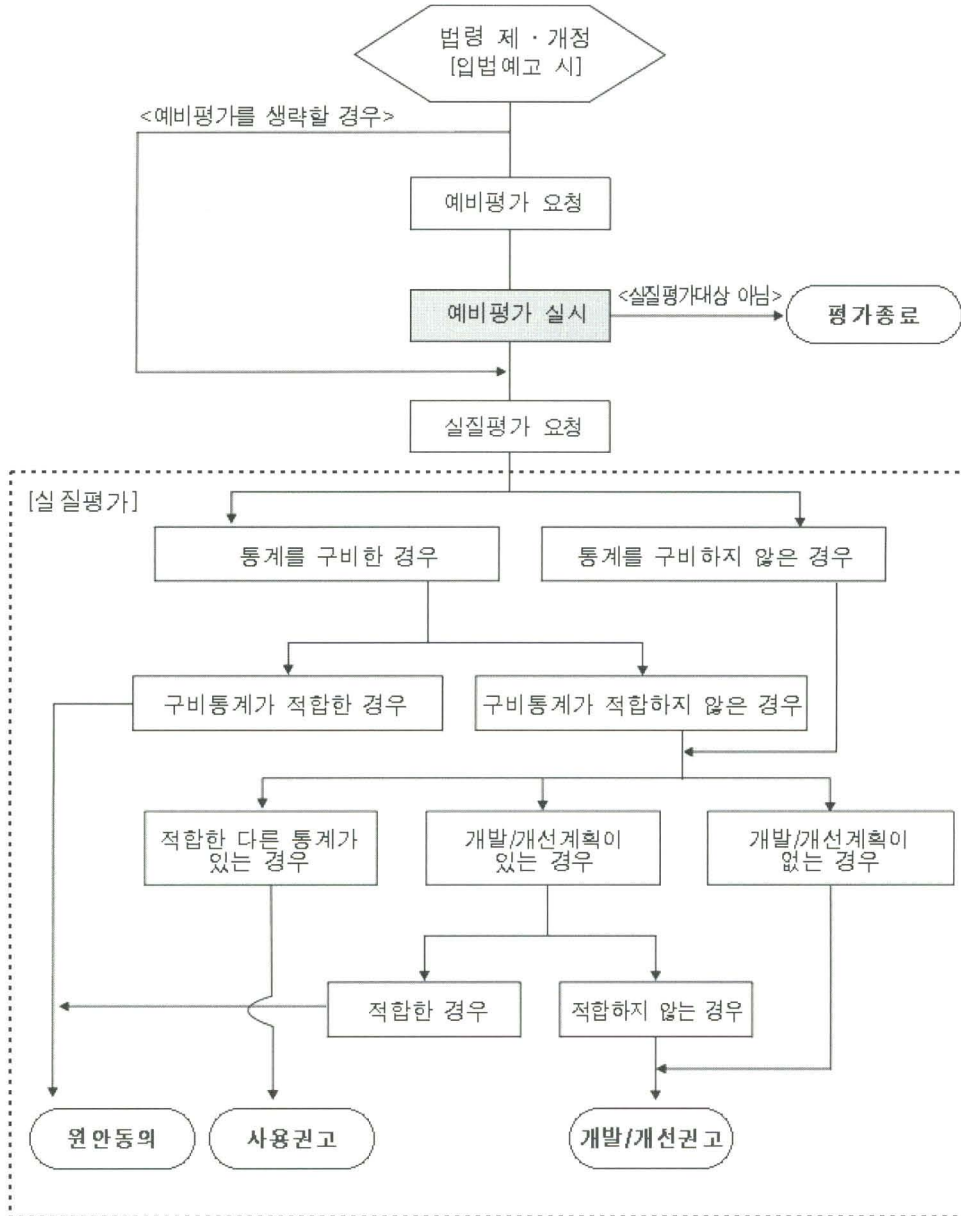 법령 제 · 개정
[입법예고 시]
<예비평가를 생략할 경우>
예비평가 요청
예비평가 실시
<실질평가대상 아님>
평가종료
실질평가 요청
[실질평가]
통계를 구비한 경우
통계를 구비하지 않은 경우
구비통계가 적합한 경우
구비통계가 적합하지 않은 경우
적합한 다른 통계가
있는 경우
개발/개선계획이
있는 경우
개발/개선계획이
없는 경우
적합한 경우
적합하지 않는 경우
원안동의
사용권고
개발/개선권고